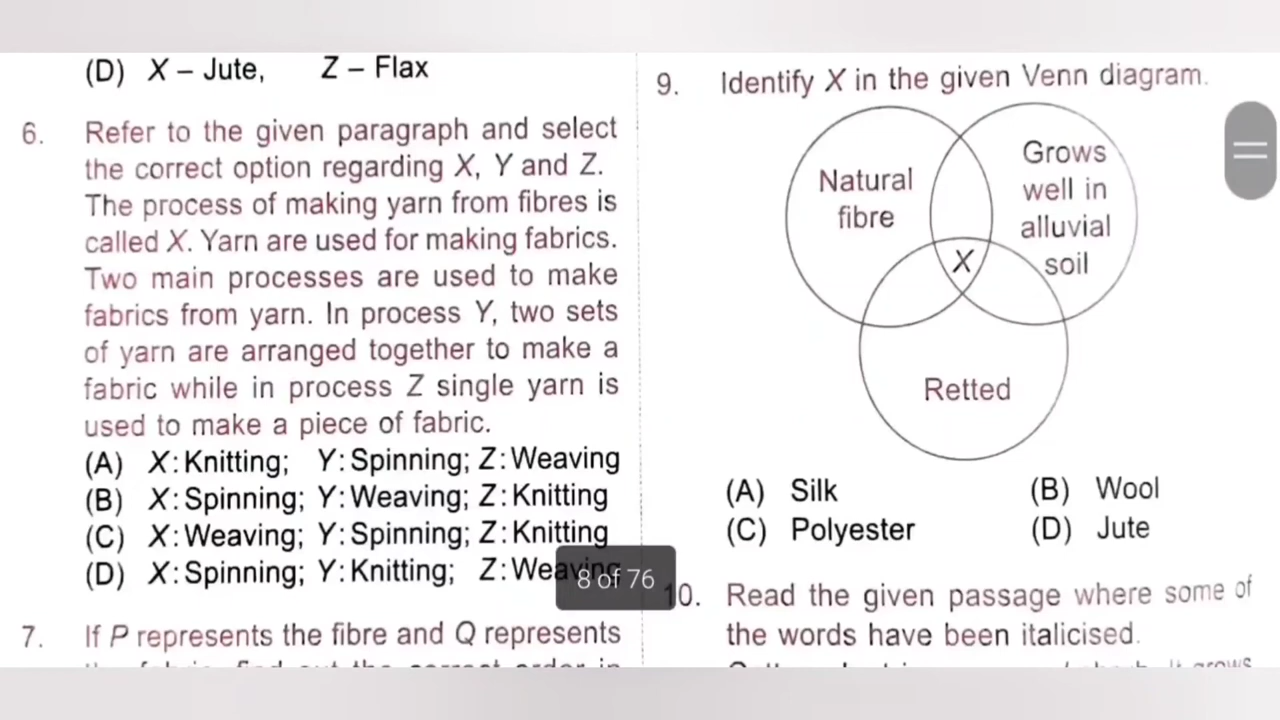 (D) X – Jute, Z – Flax
6. Refer to the given paragraph and select
the correct option regarding X, Y and Z.
The process of making yarn from fibres is
called X. Yarn are used for making fabrics.
Two main processes are used to make
fabrics from yarn. In process Y, two sets
of yarn are arranged together to make a
fabric while in process Z single yarn is
used to make a piece of fabric.
(A) X : Knitting; Y : Spinning; Z : Weaving
(B) X : Spinning; Y : Weaving; Z : Knitting
(C) X : Weaving; Y : Spinning; Z : Knitting
(D) X : Spinning; Y : Knitting; Z : Weaving
7. If P represents the fibre and Q represents
9. Identify X in the given Venn diagram.
Natural
fibre
Grows
well in
alluvial
soil
X
Retted
(A) Silk (B) Wool
(C) Polyester (D) Jute
10. Read the given passage where some of
the words have been italicised.
8 of 76